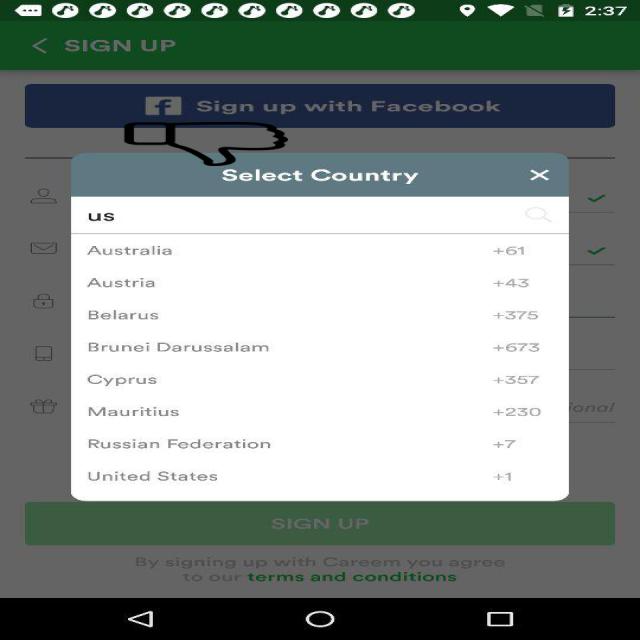 2:37
SIGN UP
f Sign up with Facebook
Select Country
us
Australia +61
Austria +43
Belarus +375
Brunei Darussalam +673
Cyprus +357
Mauritius +230
ional
Russian Federation +7
United States +1
SIGN UP
By signing up with Careem you agree
to our terms and conditions